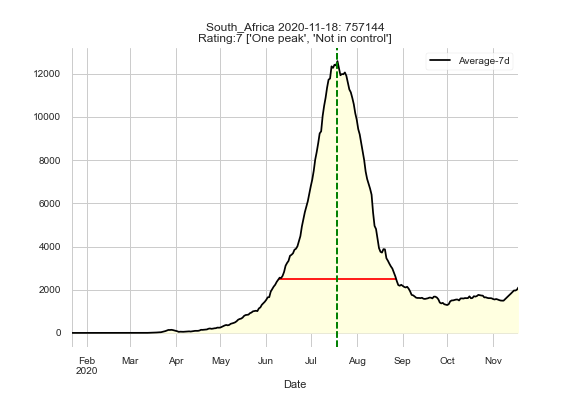 South_Africa 2020-11-18: 757144
Rating:7 ['One peak', 'Not in control']
Average-7d
12000
10000
8000
6000
4000
2000
0
Feb Mar Apr May Jun Jul Aug Sep Oct Nov
2020
Date